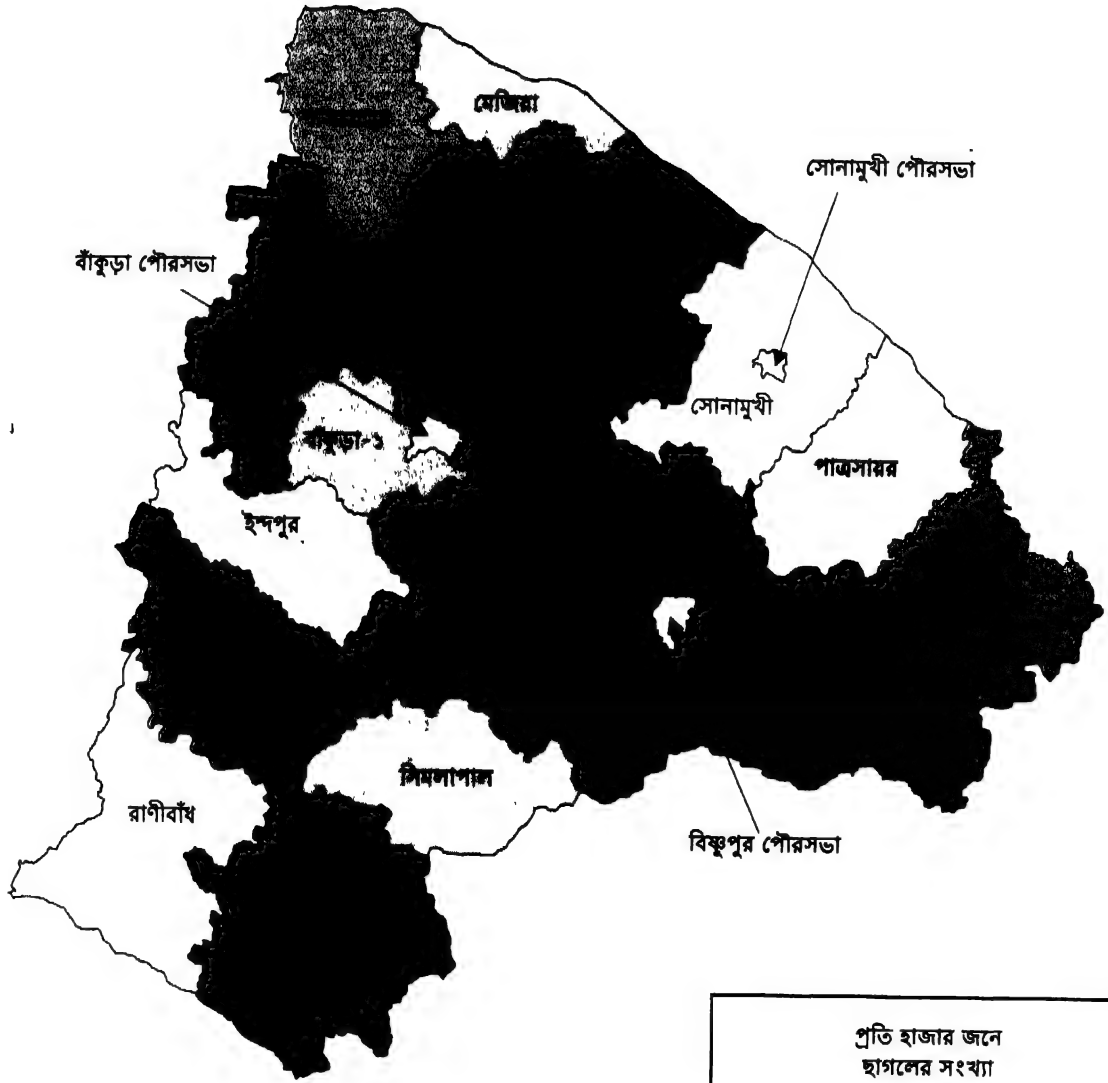 মেজিয়া
সোনামুখী পৌরসভা
বাঁকুড়া পৌরসভা
সোনামুখী
বাঁকুড়া-১
পাত্রসায়র
ইন্দপুর
সিমলাপাল
রাণীবাঁধ
বিষ্ণুপুর পৌরসভা
প্রতি হাজার জনে
ছাগলের সংখ্যা